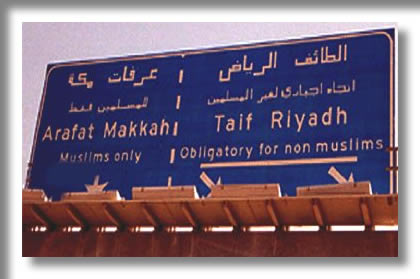 الطائف الرياض
عرفات مكة
اتجاه اجباري لغير المسلمين
للمسلمين فقط
Arafat Makkah
Taif Riyadh
Muslims only
Obligatory for non muslims